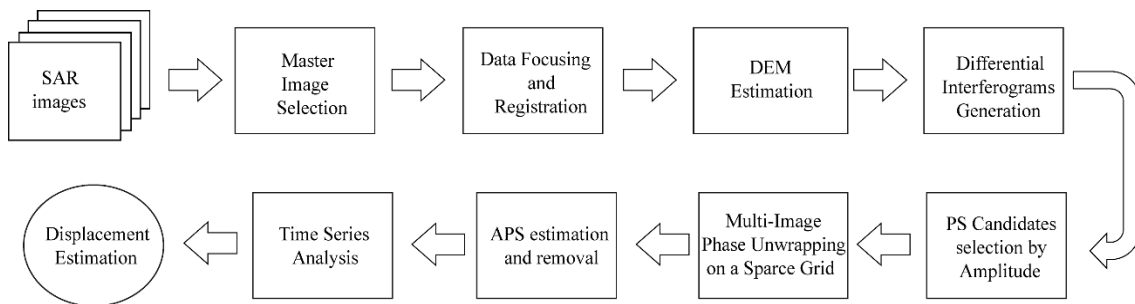 SAR
images
Master
Image
Selection
Data Focusing
and
Registration
DEM
Estimation
Differential
Interferograms
Generation
PS Candidates
selection by
Amplitude
Multi-Image
Phase Unwrapping
on a Sparce Grid
APS estimation
and removal
Time Series
Analysis
Displacement
Estimation